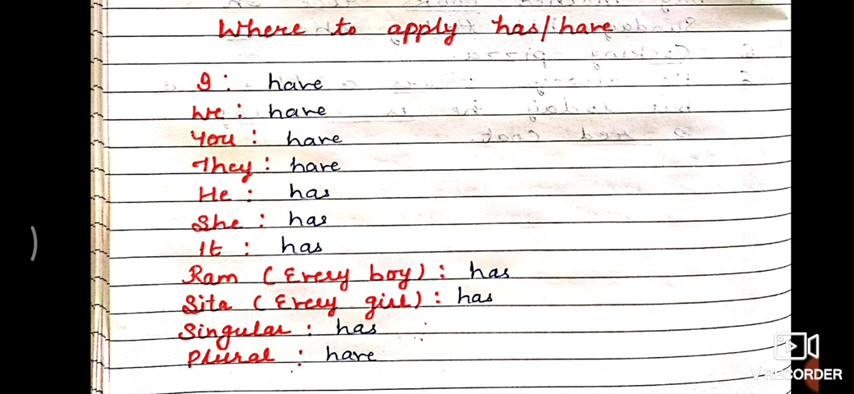 Where to apply has/have
I : have
We : have
You : have
They : have
He : has
She : has
It : has
Ram (Every boy) : has
Sita (Every girl) : has
Singular : has
Plural : have
V RECORDER